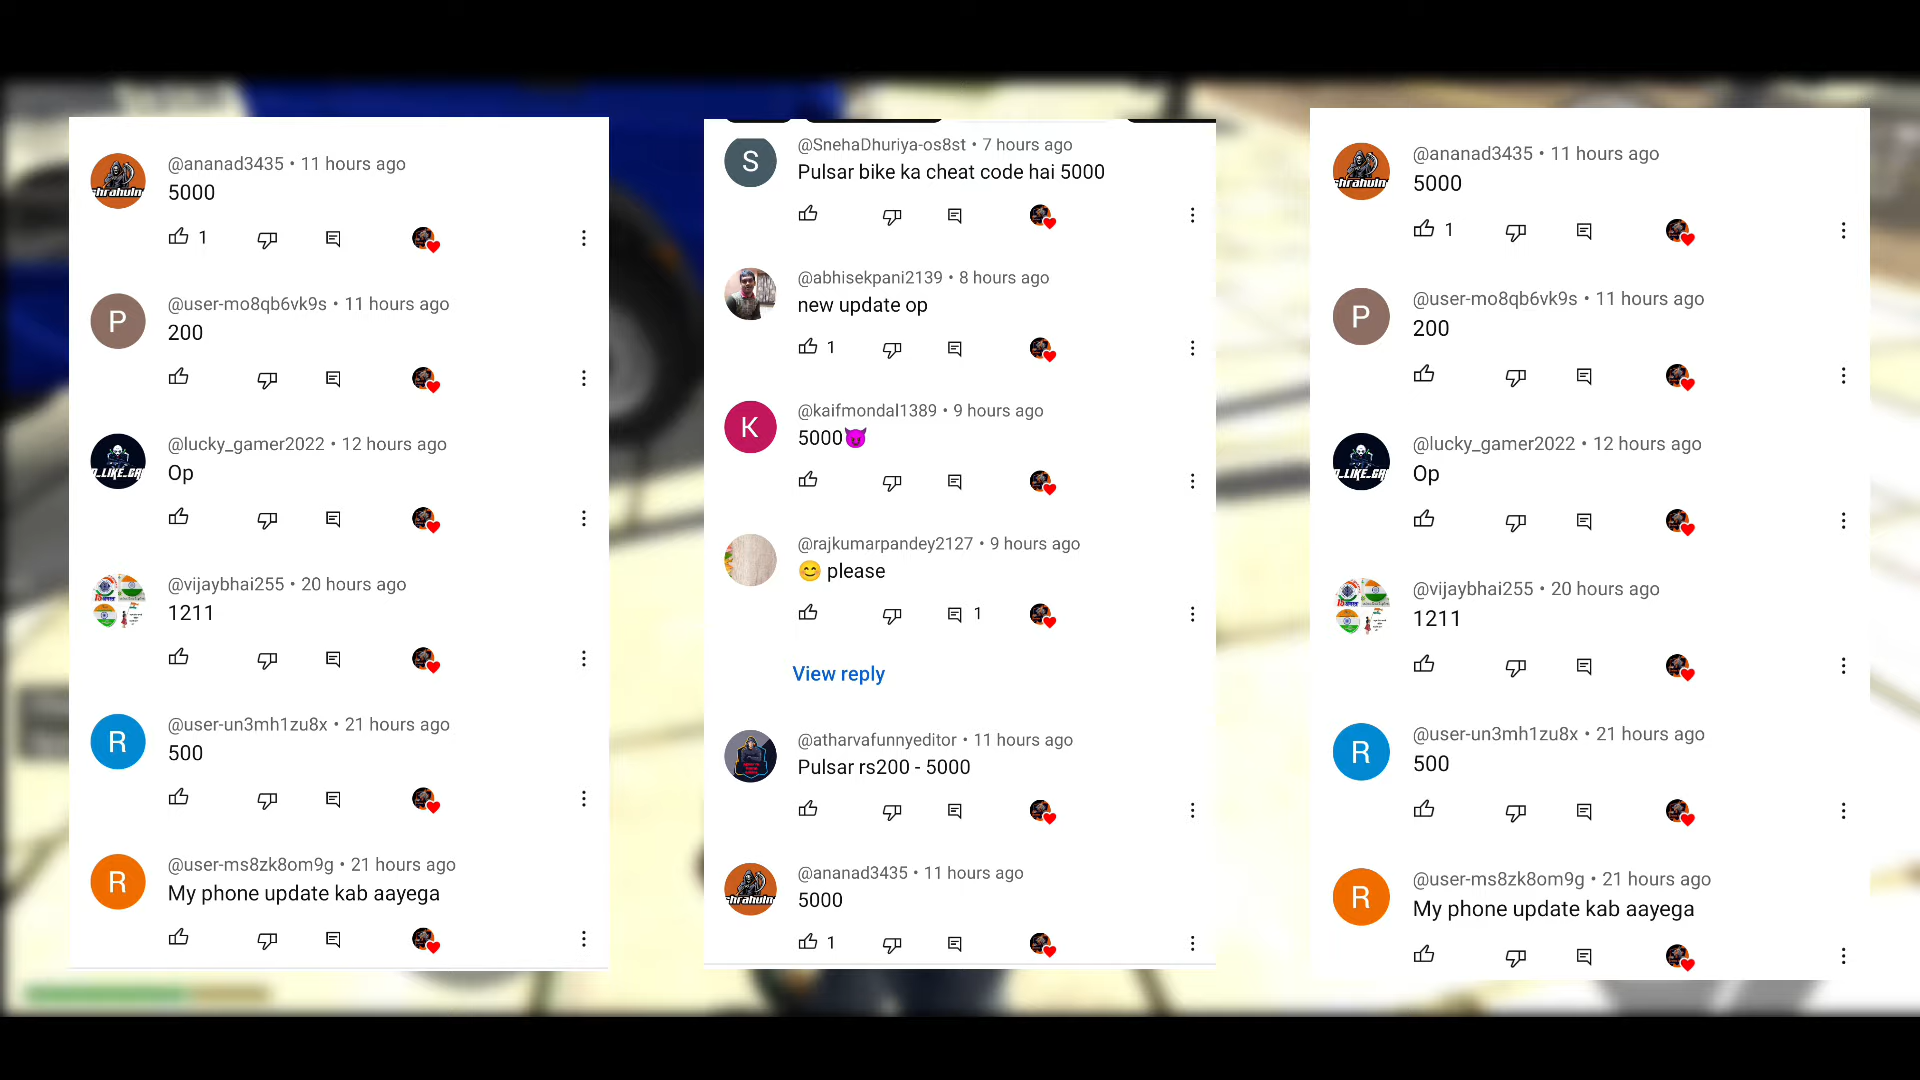 @ananad3435 • 11 hours ago
5000
1
@user-mo8qb6vk9s • 11 hours ago
P
200
@lucky_gamer2022 • 12 hours ago
Op
@vijaybhai255 • 20 hours ago
1211
@user-un3mh1zu8x • 21 hours ago
R
500
@user-ms8zk8om9g • 21 hours ago
R
My phone update kab aayega
@SnehaDhuriya-os8st • 7 hours ago
S
Pulsar bike ka cheat code hai 5000
@abhisekpani2139 • 8 hours ago
new update op
1
@kaifmondal1389 • 9 hours ago
K
5000😈
@rajkumarpandey2127 • 9 hours ago
😊 please
1
View reply
@atharvafunnyeditor • 11 hours ago
Pulsar rs200 - 5000
@ananad3435 • 11 hours ago
5000
1
@ananad3435 • 11 hours ago
5000
1
@user-mo8qb6vk9s • 11 hours ago
P
200
@lucky_gamer2022 • 12 hours ago
Op
@vijaybhai255 • 20 hours ago
1211
@user-un3mh1zu8x • 21 hours ago
R
500
@user-ms8zk8om9g • 21 hours ago
R
My phone update kab aayega